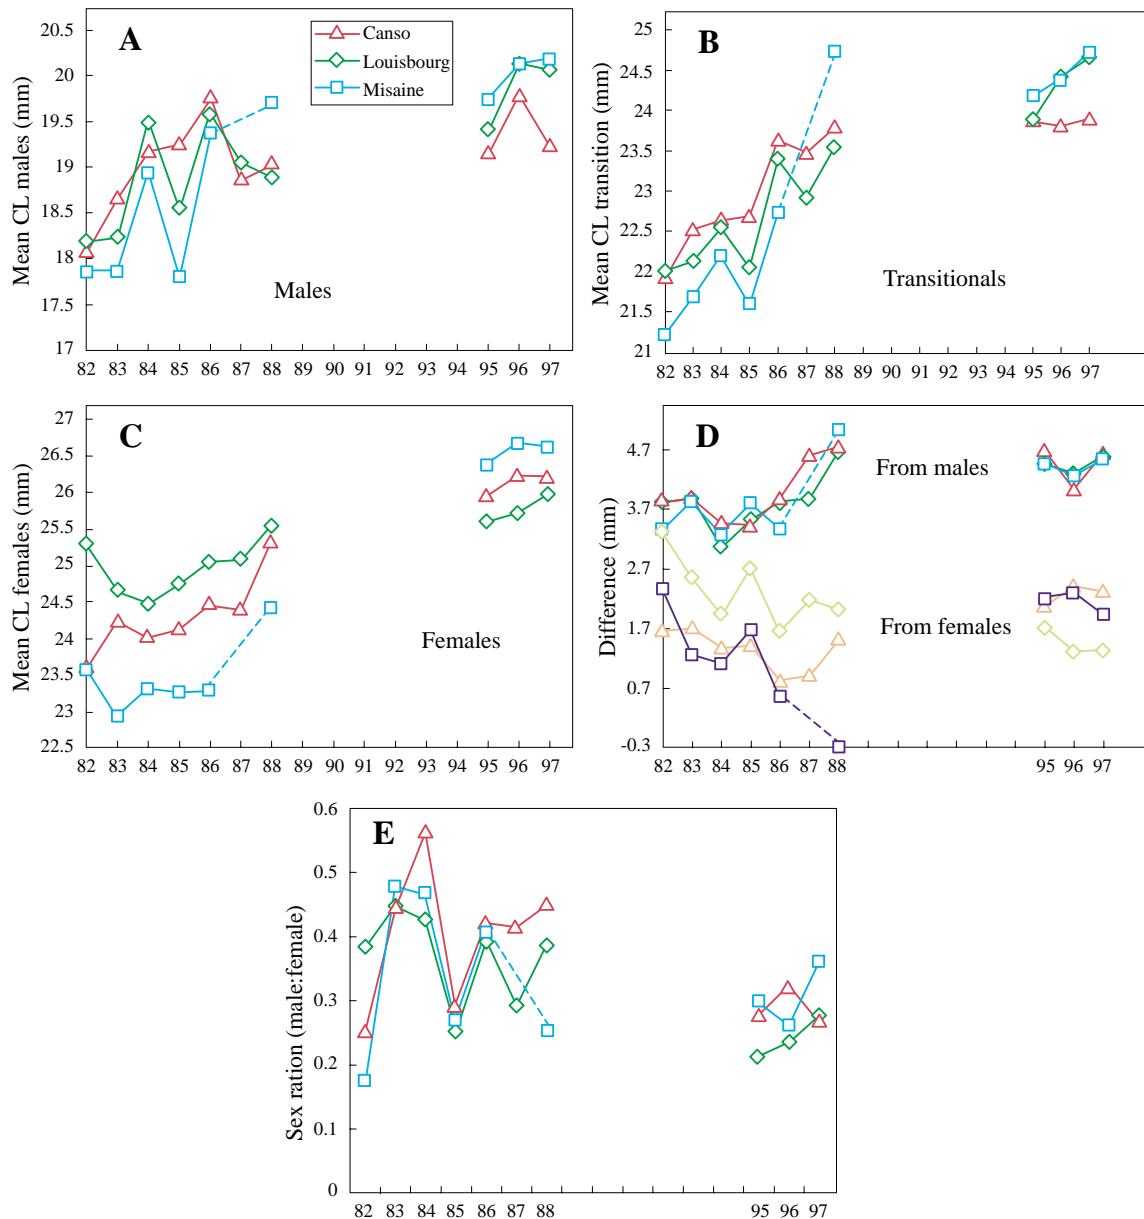 A
Canso
Louisbourg
Misaine
Mean CL males (mm)
20.5
20
19.5
19
18.5
18
17.5
17
Males
82 83 84 85 86 87 88 89 90 91 92 93 94 95 96 97
B
Mean CL transition (mm)
25
24.5
24
23.5
23
22.5
22
21.5
21
Transitionals
82 83 84 85 86 87 88 89 90 91 92 93 94 95 96 97
C
Mean CL females (mm)
27
26.5
26
25.5
25
24.5
24
23.5
23
22.5
Females
82 83 84 85 86 87 88 89 90 91 92 93 94 95 96 97
D
Difference (mm)
4.7
3.7
2.7
1.7
0.7
-0.3
From males
From females
82 83 84 85 86 87 88 95 96 97
E
Sex ration (male:female)
0.6
0.5
0.4
0.3
0.2
0.1
0
82 83 84 85 86 87 88 95 96 97